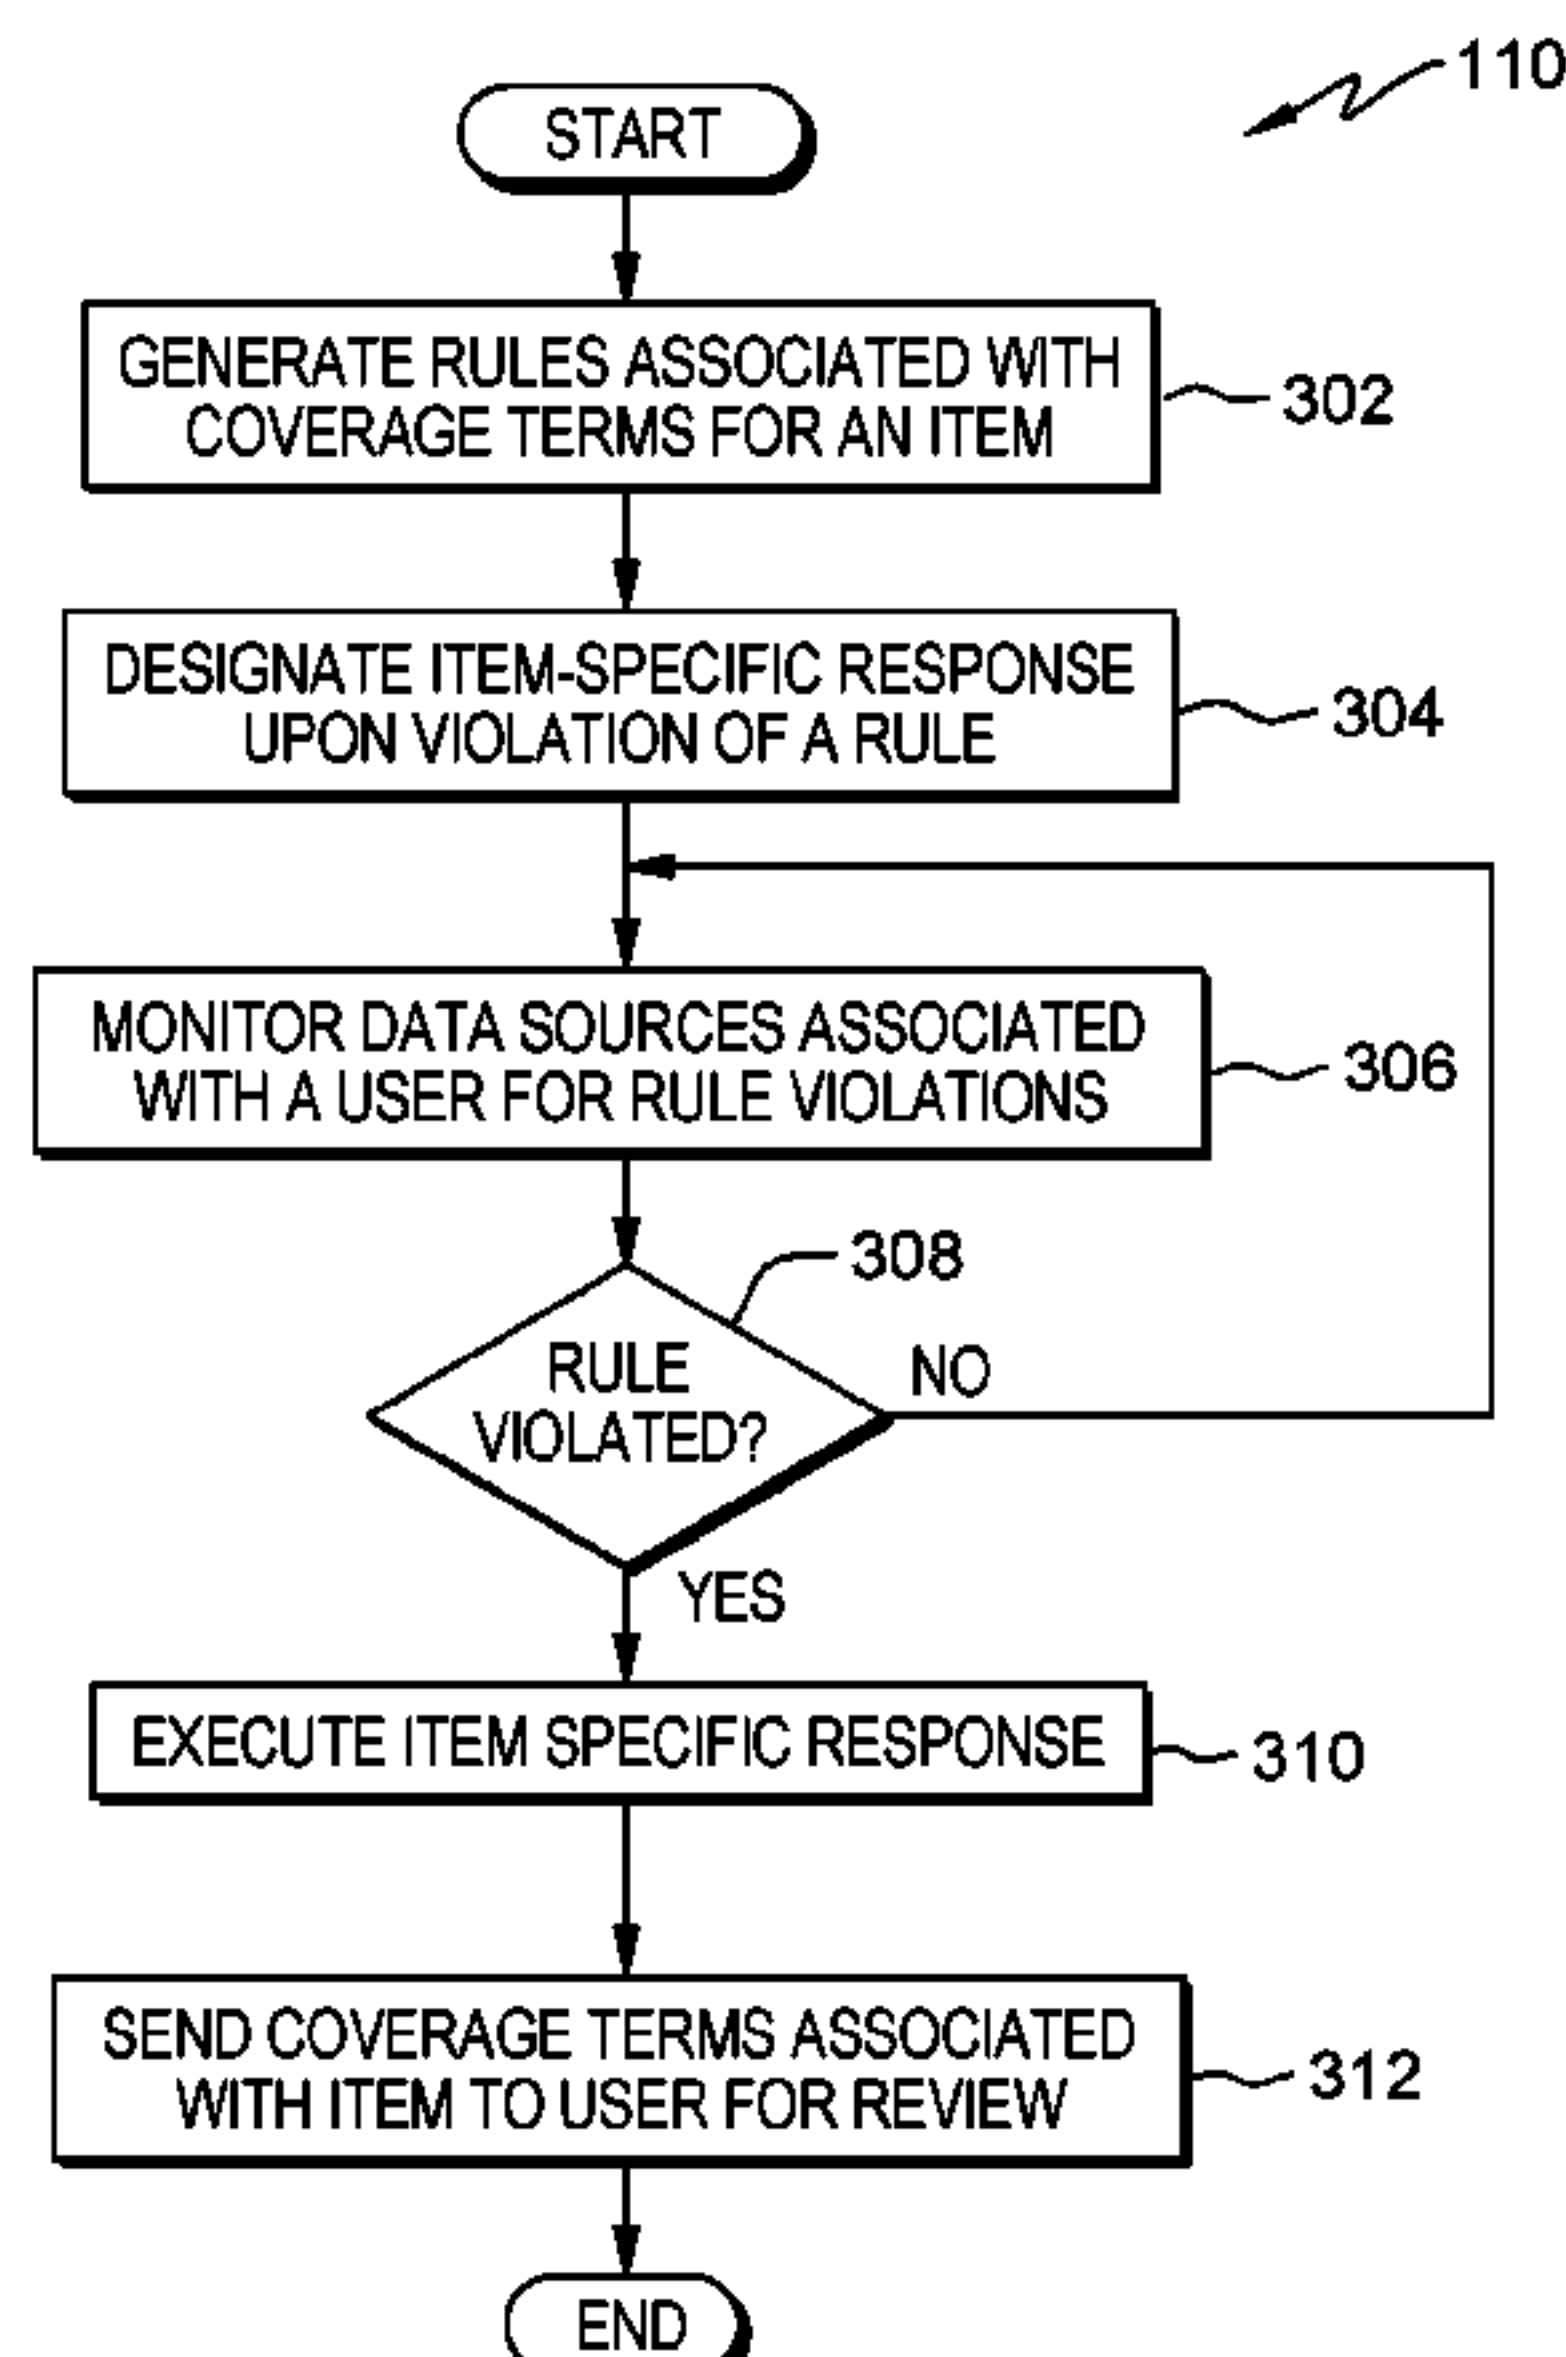 110
START
GENERATE RULES ASSOCIATED WITH
COVERAGE TERMS FOR AN ITEM
302
DESIGNATE ITEM-SPECIFIC RESPONSE
UPON VIOLATION OF A RULE
304
MONITOR DATA SOURCES ASSOCIATED
WITH A USER FOR RULE VIOLATIONS
306
308
RULE
VIOLATED?
NO
YES
EXECUTE ITEM SPECIFIC RESPONSE
310
SEND COVERAGE TERMS ASSOCIATED
WITH ITEM TO USER FOR REVIEW
312
END